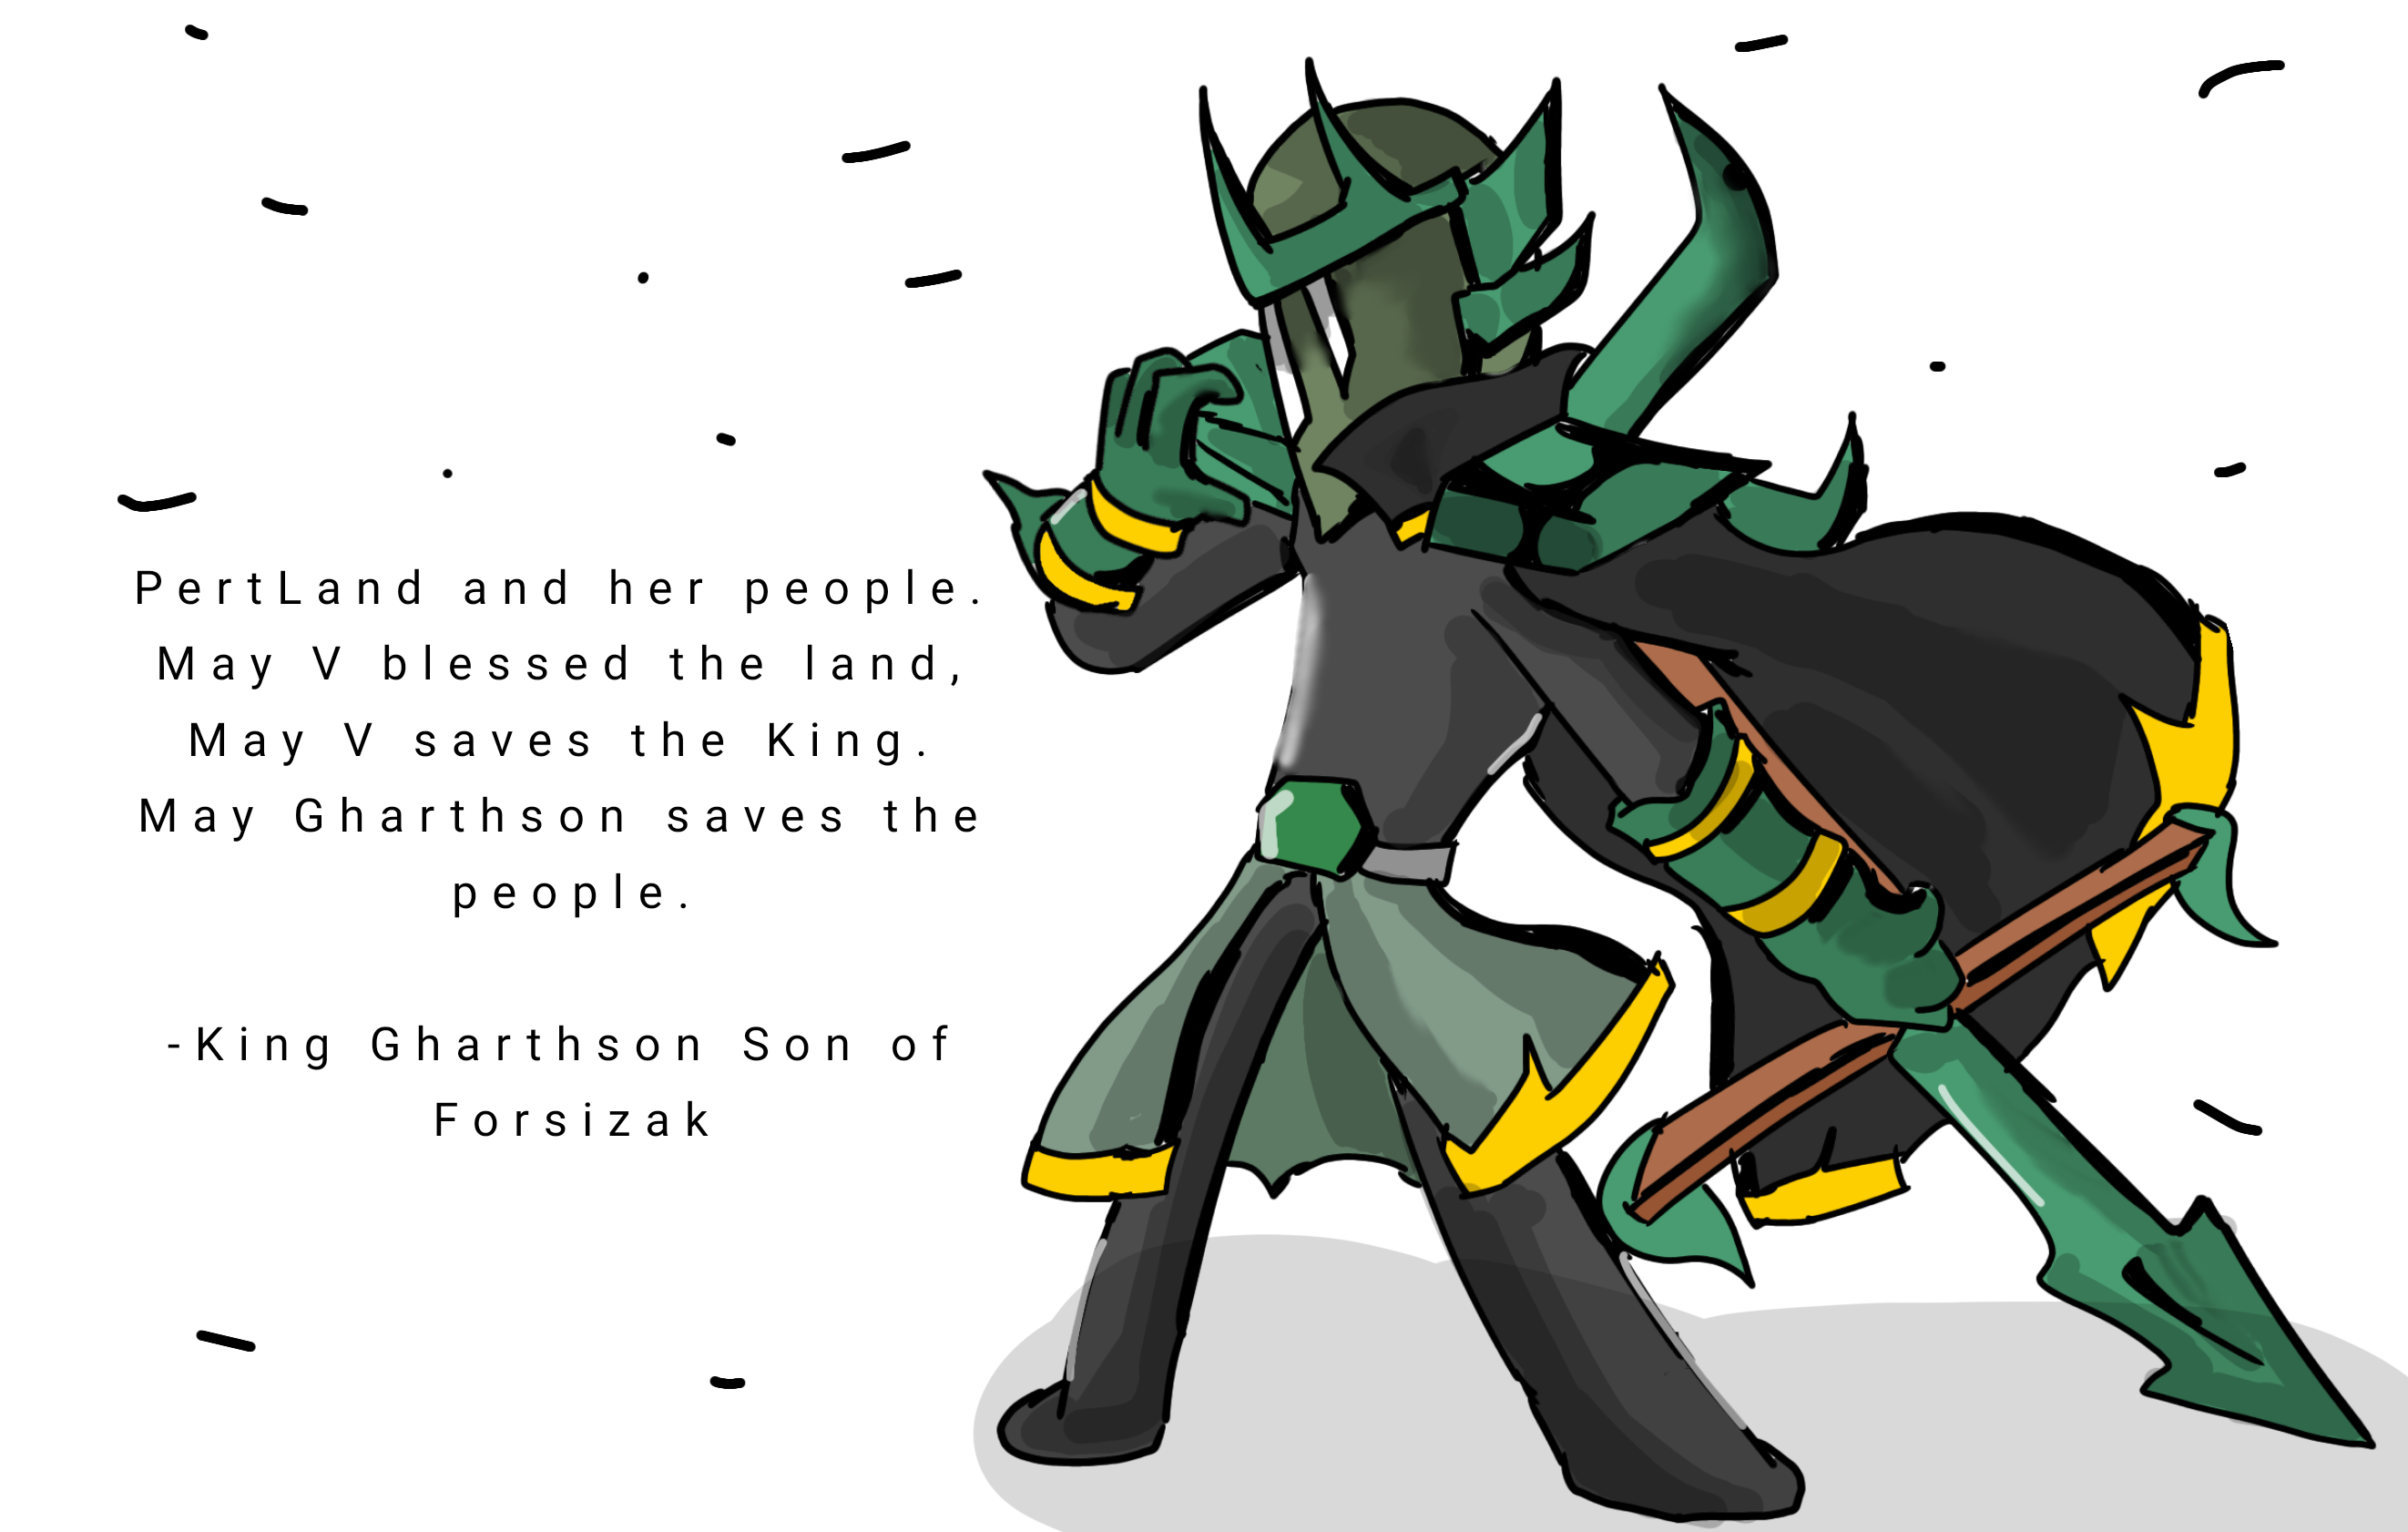 PertLand and her people.
May V blessed the land,
May V saves the King.
May Gharthson saves the
people.
-King Gharthson Son of
Forsizak